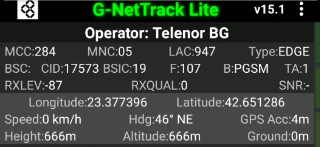 G-NetTrack Lite v15.1
Operator: Telenor BG
MCC:284 MNC:05 LAC:947 Type:EDGE
BSC: CID:17573 BSIC:19 F:107 B:PGSM TA:1
RXLEV:-87 RXQUAL:0 SNR:-
Longitude:23.377396 Latitude:42.651286
Speed:0 km/h Hdg:46° NE GPS Acc:4m
Height:666m Altitude:666m Ground:0m